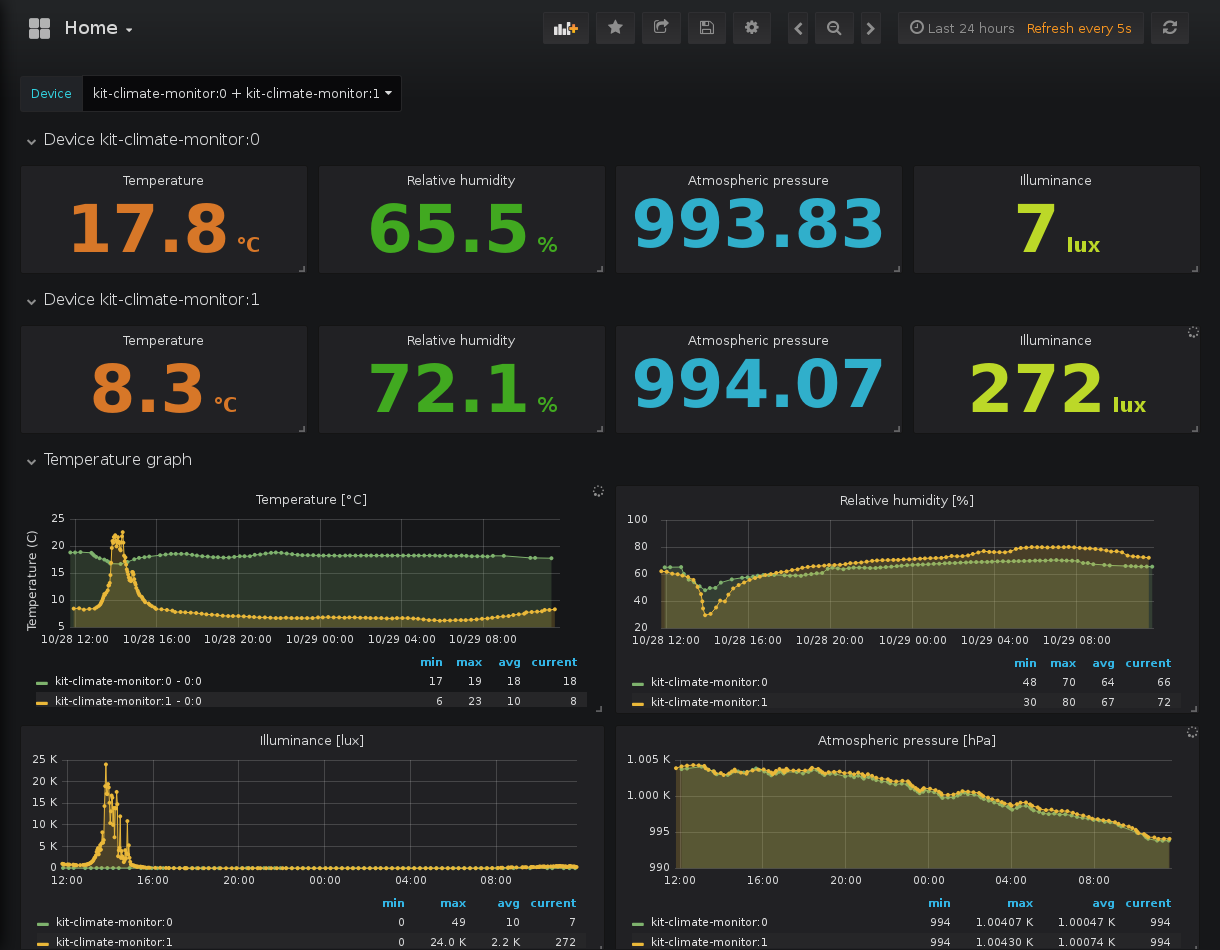 Home
Last 24 hours Refresh every 5s
Device kit-climate-monitor:0 + kit-climate-monitor:1
Device kit-climate-monitor:0
Temperature Relative humidity Atmospheric pressure Illuminance
17.8 °C 65.5 % 993.83 7 lux
Device kit-climate-monitor:1
Temperature Relative humidity Atmospheric pressure Illuminance
8.3 °C 72.1 % 994.07 272 lux
Temperature graph
Temperature [°C]
Temperature (C)
25
20
15
10
5
10/28 12:00 10/28 16:00 10/28 20:00 10/29 00:00 10/29 04:00 10/29 08:00
min max avg current
kit-climate-monitor:0 - 0:0 17 19 18 18
kit-climate-monitor:1 - 0:0 6 23 10 8
Relative humidity [%]
100
80
60
40
20
10/28 12:00 10/28 16:00 10/28 20:00 10/29 00:00 10/29 04:00 10/29 08:00
min max avg current
kit-climate-monitor:0 48 70 64 66
kit-climate-monitor:1 30 80 67 72
Illuminance [lux]
25 K
20 K
15 K
10 K
5 K
0
12:00 16:00 20:00 00:00 04:00 08:00
min max avg current
kit-climate-monitor:0 0 49 10 7
kit-climate-monitor:1 0 24.0 K 2.2 K 272
Atmospheric pressure [hPa]
1.005 K
1.000 K
995
990
12:00 16:00 20:00 00:00 04:00 08:00
min max avg current
kit-climate-monitor:0 994 1.00407 K 1.00047 K 994
kit-climate-monitor:1 994 1.00430 K 1.00074 K 994